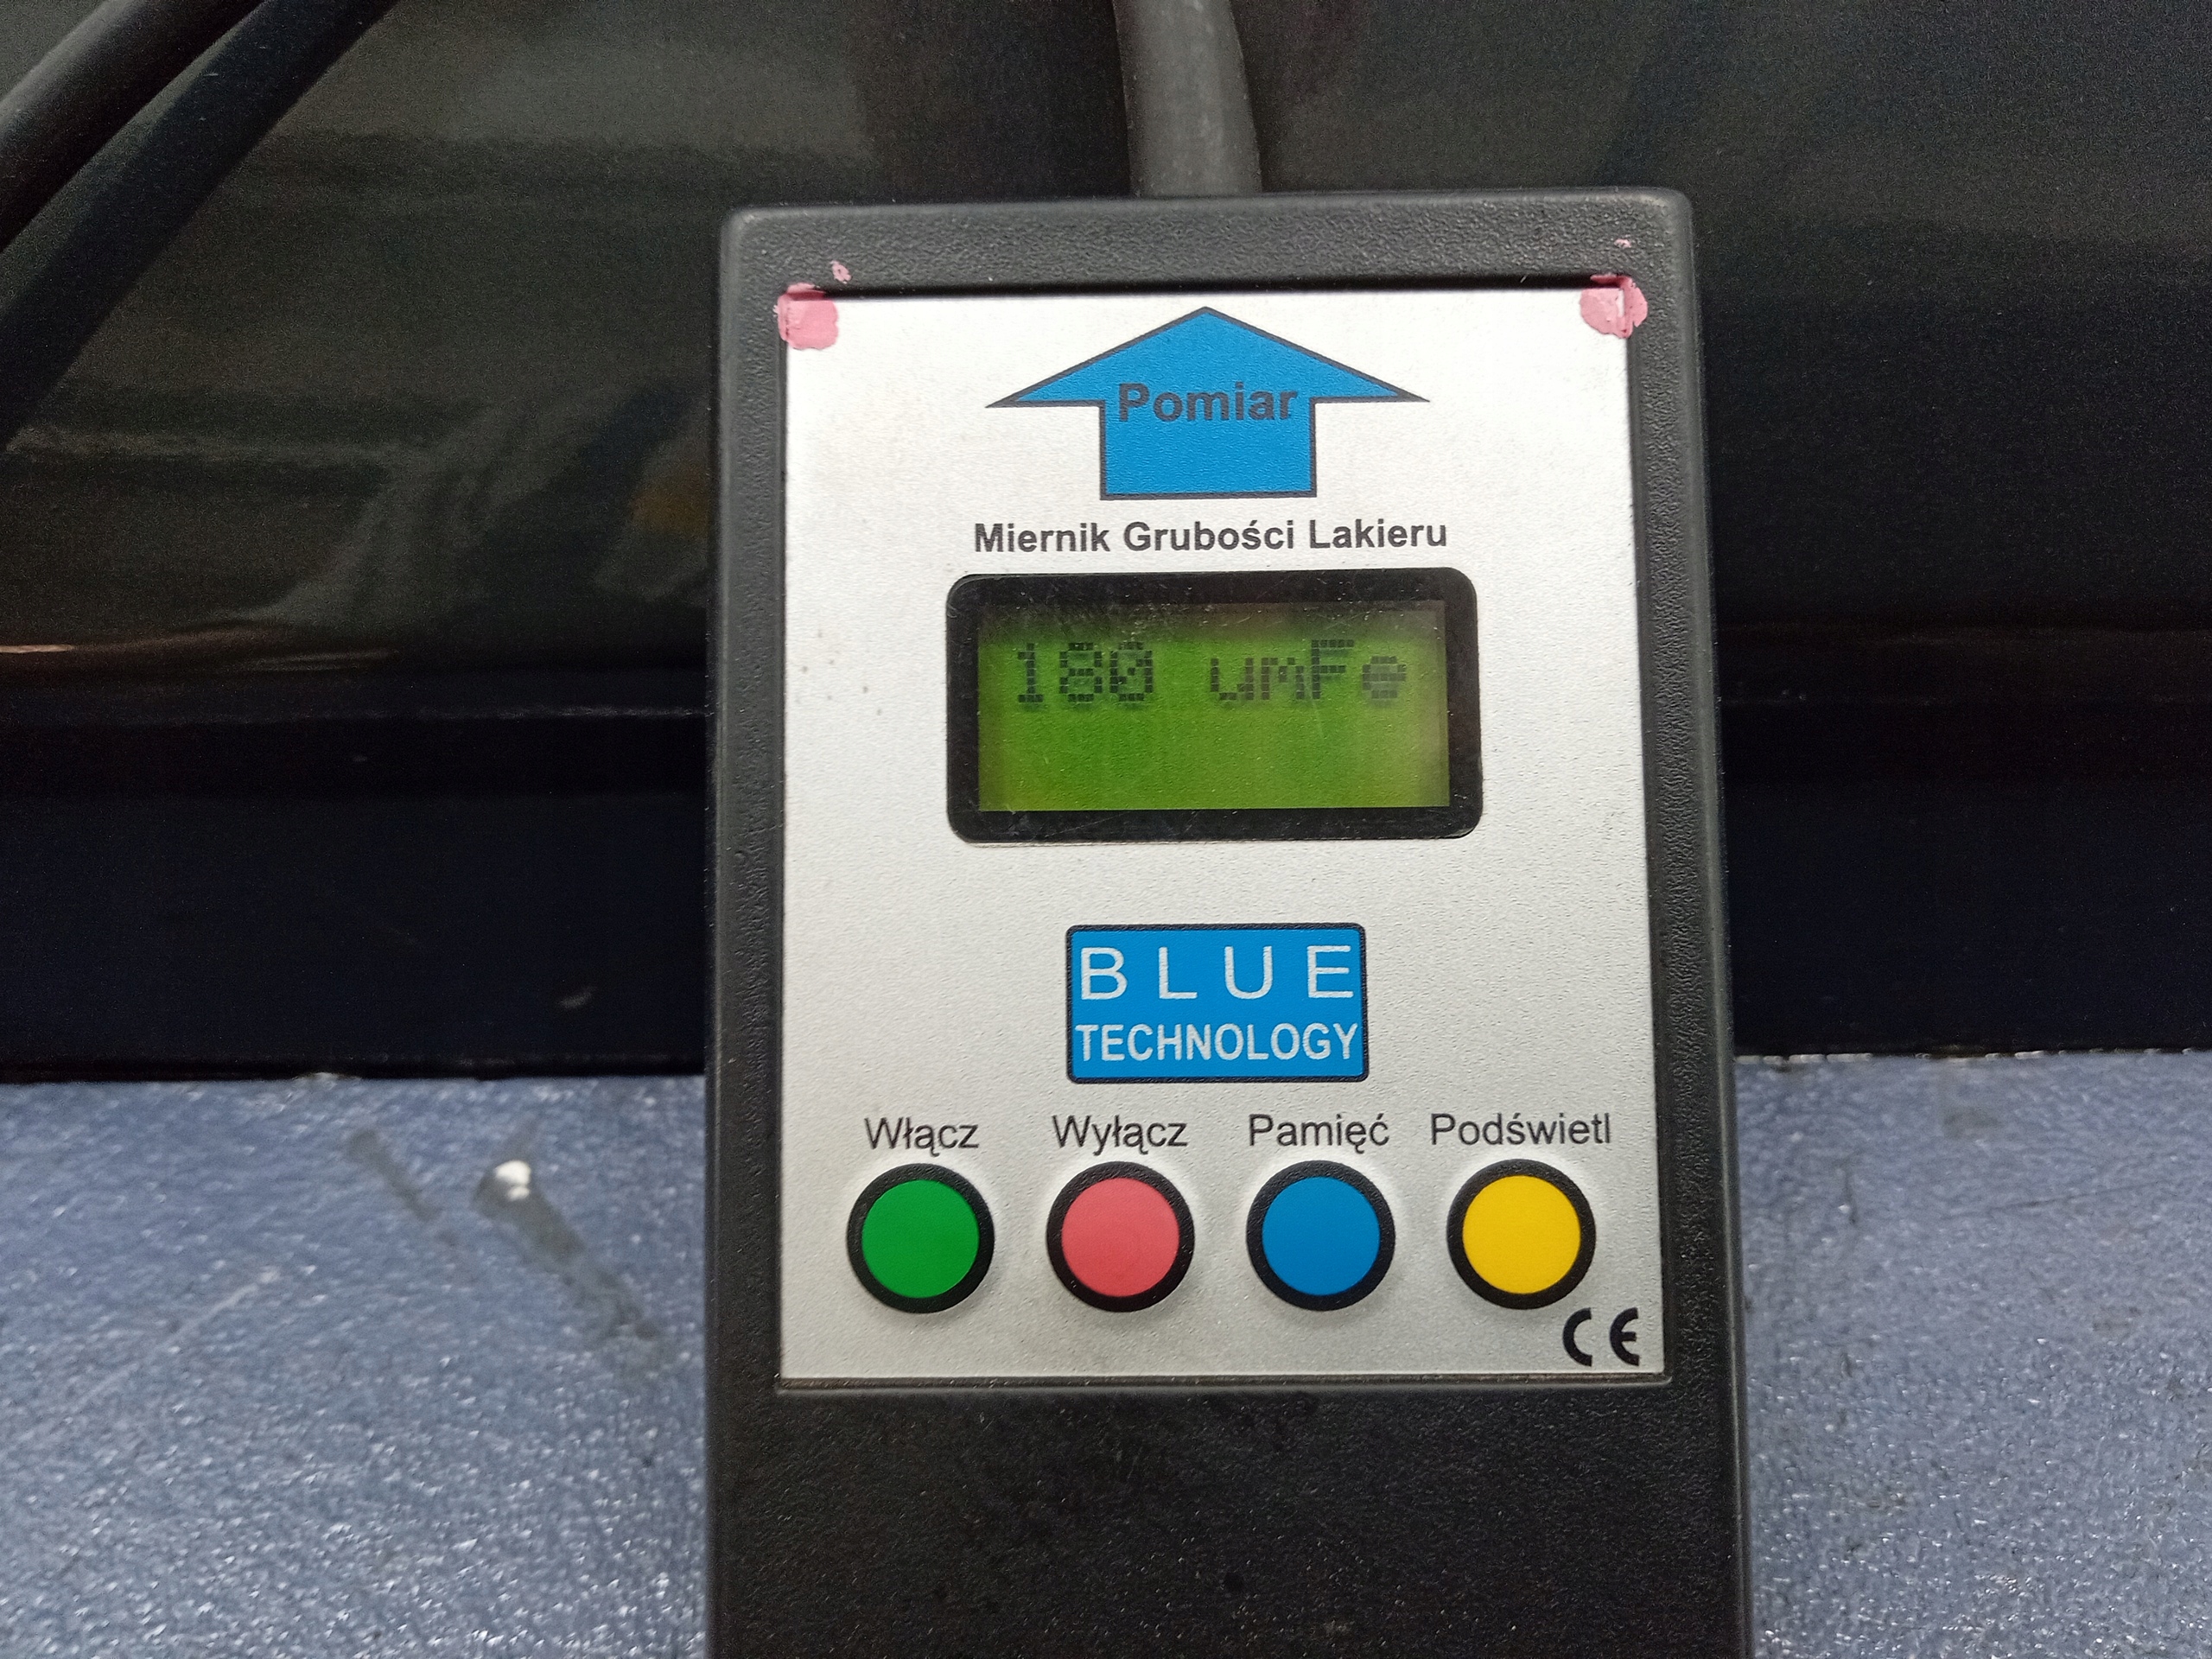 Pomiar
Miernik Grubości Lakieru
180 umFe
BLUE
TECHNOLOGY
Włącz Wyłącz Pamięć Podświetl
CE